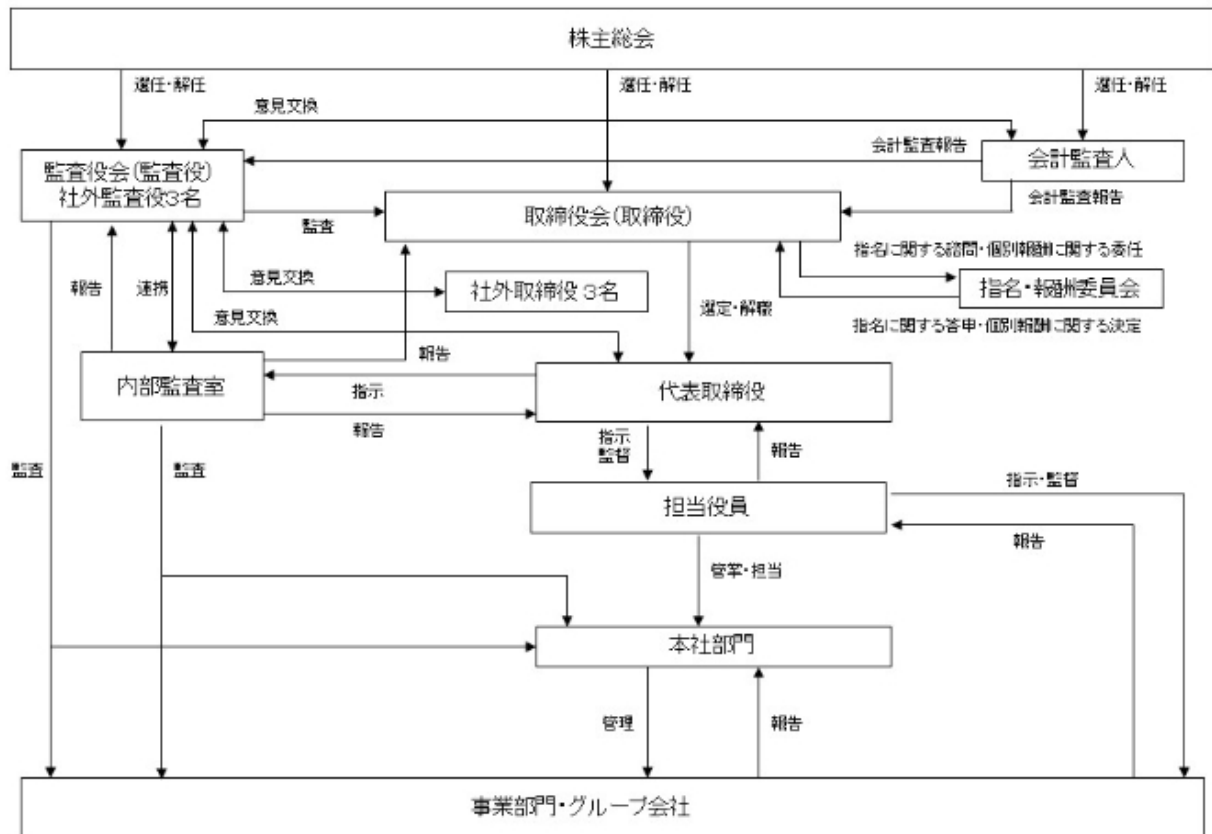 株主総会
選任・解任
選任・解任
選任・解任
意見交換
会計監査報告
監査役会(監査役)
社外監査役3名
会計監査人
会計監査報告
監査
取締役会(取締役)
指名に関する諮問・個別報酬に関する委任
報告
連携
意見交換
社外取締役3名
指名・報酬委員会
意見交換
選定・解職
指名に関する答申・個別報酬に関する決定
報告
内部監査室
指示
代表取締役
報告
指示
監督
報告
監査
監査
指示・監督
担当役員
報告
管掌・担当
本社部門
管理
報告
事業部門・グループ会社